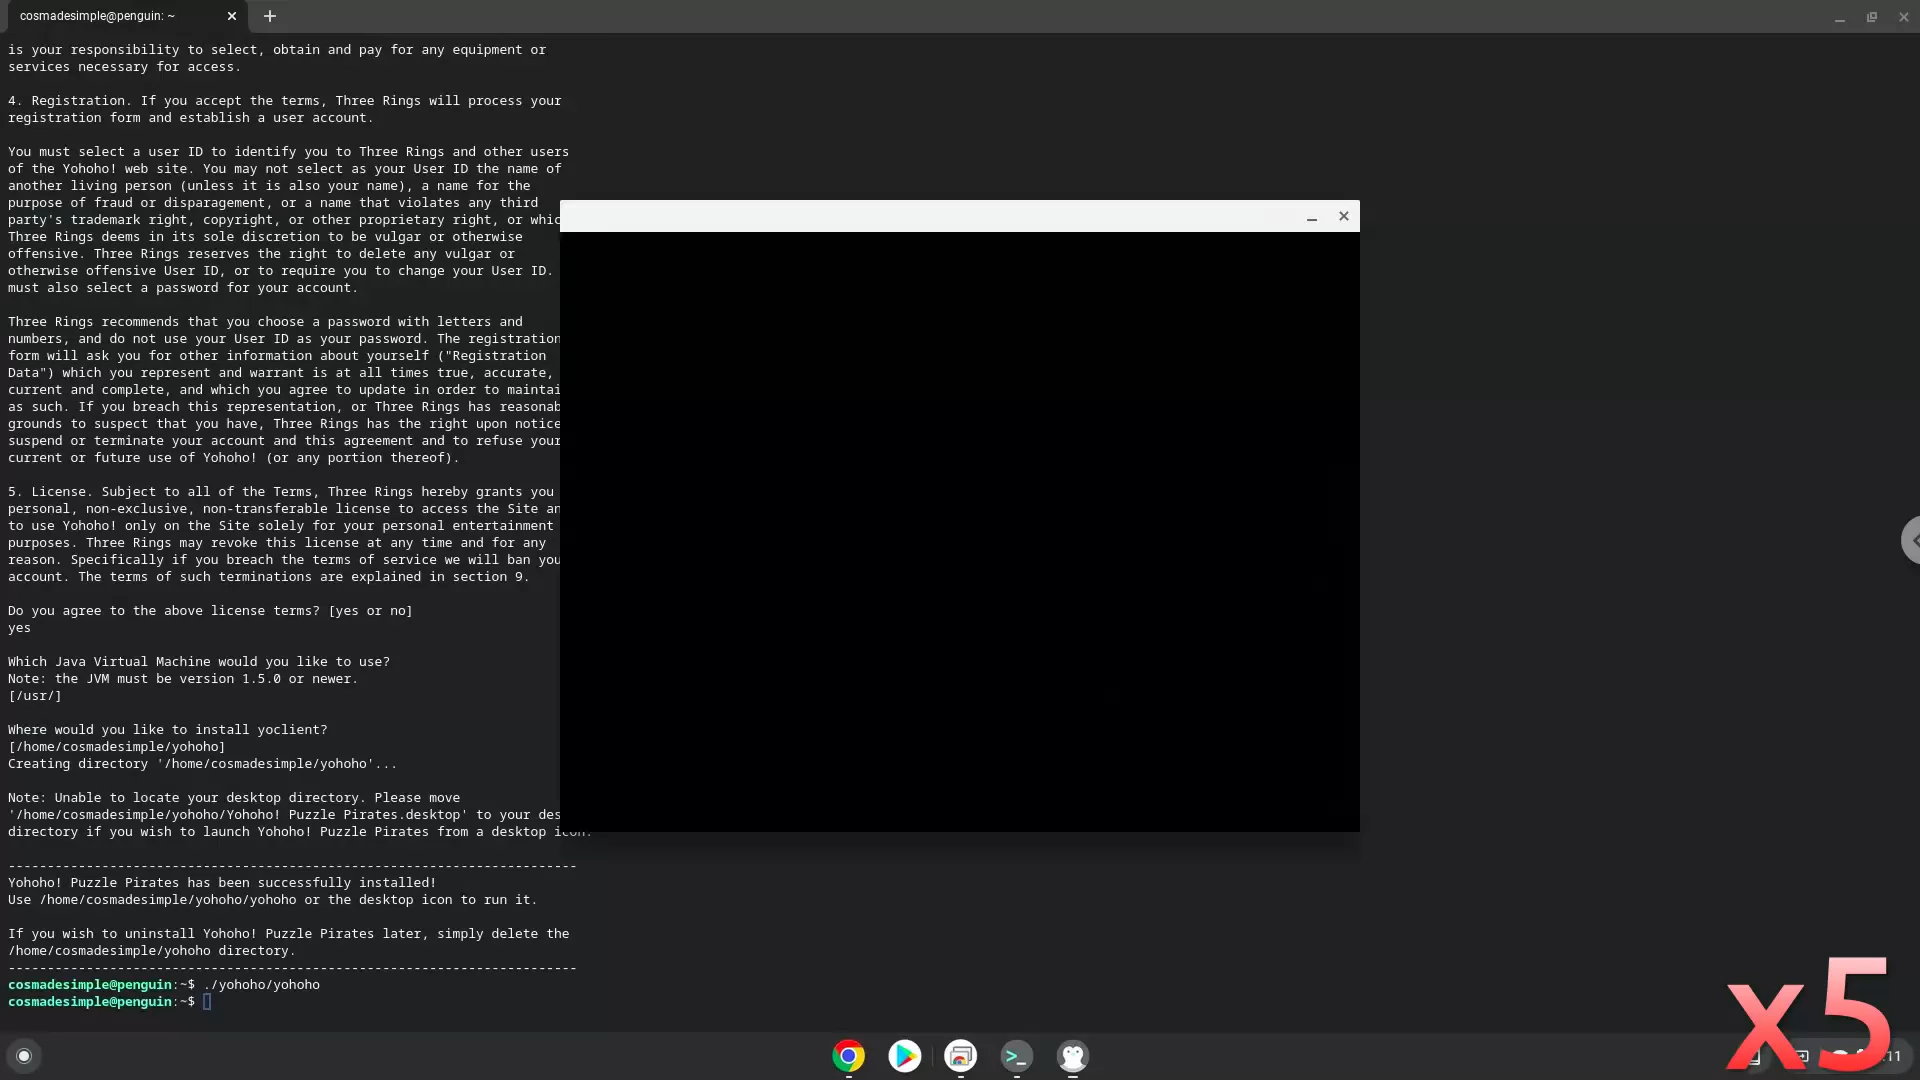 cosmadesimple@penguin: ~
is your responsibility to select, obtain and pay for any equipment or
services necessary for access.
4. Registration. If you accept the terms, Three Rings will process your
registration form and establish a user account.
You must select a user ID to identify you to Three Rings and other users
of the Yohoho! web site. You may not select as your User ID the name of
another living person (unless it is also your name), a name for the
purpose of fraud or disparagement, or a name that violates any third
party's trademark right, copyright, or other proprietary right, or whic
Three Rings deems in its sole discretion to be vulgar or otherwise
offensive. Three Rings reserves the right to delete any vulgar or
otherwise offensive User ID, or to require you to change your User ID.
must also select a password for your account.
Three Rings recommends that you choose a password with letters and
numbers, and do not use your User ID as your password. The registration
form will ask you for other information about yourself ("Registration
Data") which you represent and warrant is at all times true, accurate,
current and complete, and which you agree to update in order to maintai
as such. If you breach this representation, or Three Rings has reasonab
grounds to suspect that you have, Three Rings has the right upon notice
suspend or terminate your account and this agreement and to refuse your
current or future use of Yohoho! (or any portion thereof).
5. License. Subject to all of the Terms, Three Rings hereby grants you
personal, non-exclusive, non-transferable license to access the Site an
to use Yohoho! only on the Site solely for your personal entertainment
purposes. Three Rings may revoke this license at any time and for any
reason. Specifically if you breach the terms of service we will ban you
account. The terms of such terminations are explained in section 9.
Do you agree to the above license terms? [yes or no]
yes
Which Java Virtual Machine would you like to use?
Note: the JVM must be version 1.5.0 or newer.
[/usr/]
Where would you like to install yoclient?
[/home/cosmadesimple/yohoho]
Creating directory '/home/cosmadesimple/yohoho'...
Note: Unable to locate your desktop directory. Please move
'/home/cosmadesimple/yohoho/Yohoho! Puzzle Pirates.desktop' to your des
directory if you wish to launch Yohoho! Puzzle Pirates from a desktop icon.
-------------------------------------------------------------------------
Yohoho! Puzzle Pirates has been successfully installed!
Use /home/cosmadesimple/yohoho/yohoho or the desktop icon to run it.
If you wish to uninstall Yohoho! Puzzle Pirates later, simply delete the
/home/cosmadesimple/yohoho directory.
-------------------------------------------------------------------------
cosmadesimple@penguin:~$ ./yohoho/yohoho
cosmadesimple@penguin:~$
x5